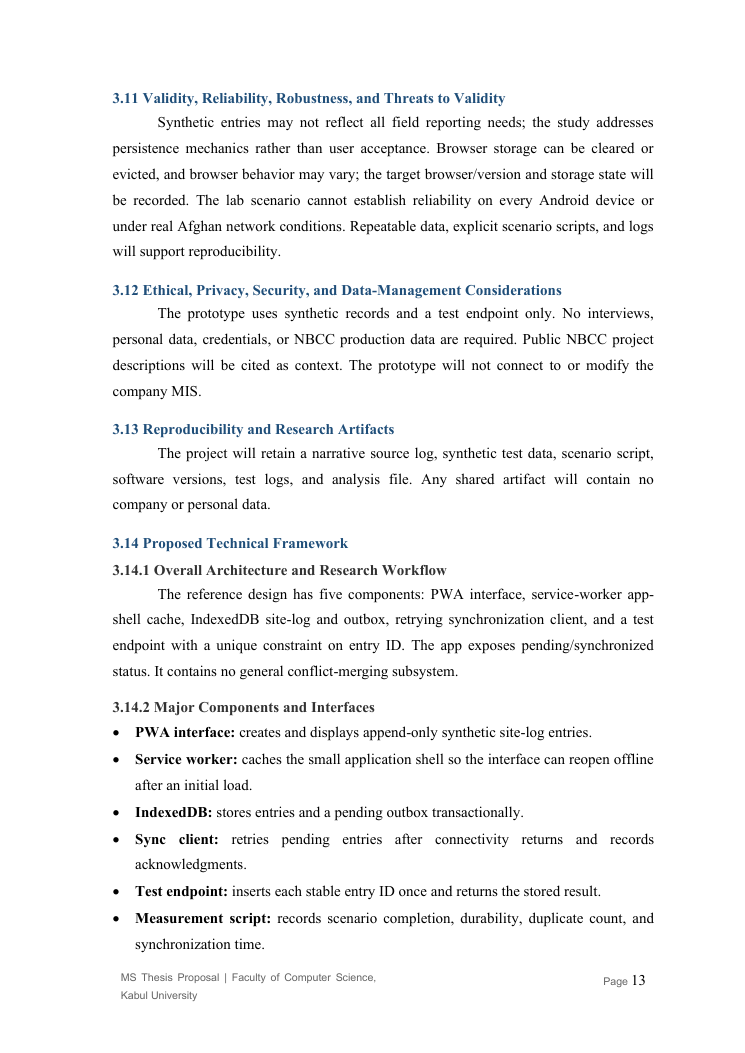 3.11 Validity, Reliability, Robustness, and Threats to Validity
Synthetic entries may not reflect all field reporting needs; the study addresses
persistence mechanics rather than user acceptance. Browser storage can be cleared or
evicted, and browser behavior may vary; the target browser/version and storage state will
be recorded. The lab scenario cannot establish reliability on every Android device or
under real Afghan network conditions. Repeatable data, explicit scenario scripts, and logs
will support reproducibility.
3.12 Ethical, Privacy, Security, and Data-Management Considerations
The prototype uses synthetic records and a test endpoint only. No interviews,
personal data, credentials, or NBCC production data are required. Public NBCC project
descriptions will be cited as context. The prototype will not connect to or modify the
company MIS.
3.13 Reproducibility and Research Artifacts
The project will retain a narrative source log, synthetic test data, scenario script,
software versions, test logs, and analysis file. Any shared artifact will contain no
company or personal data.
3.14 Proposed Technical Framework
3.14.1 Overall Architecture and Research Workflow
The reference design has five components: PWA interface, service-worker app-
shell cache, IndexedDB site-log and outbox, retrying synchronization client, and a test
endpoint with a unique constraint on entry ID. The app exposes pending/synchronized
status. It contains no general conflict-merging subsystem.
3.14.2 Major Components and Interfaces
• PWA interface: creates and displays append-only synthetic site-log entries.
• Service worker: caches the small application shell so the interface can reopen offline
after an initial load.
• IndexedDB: stores entries and a pending outbox transactionally.
• Sync client: retries pending entries after connectivity returns and records
acknowledgments.
• Test endpoint: inserts each stable entry ID once and returns the stored result.
• Measurement script: records scenario completion, durability, duplicate count, and
synchronization time.
MS Thesis Proposal | Faculty of Computer Science,
Kabul University
Page 13